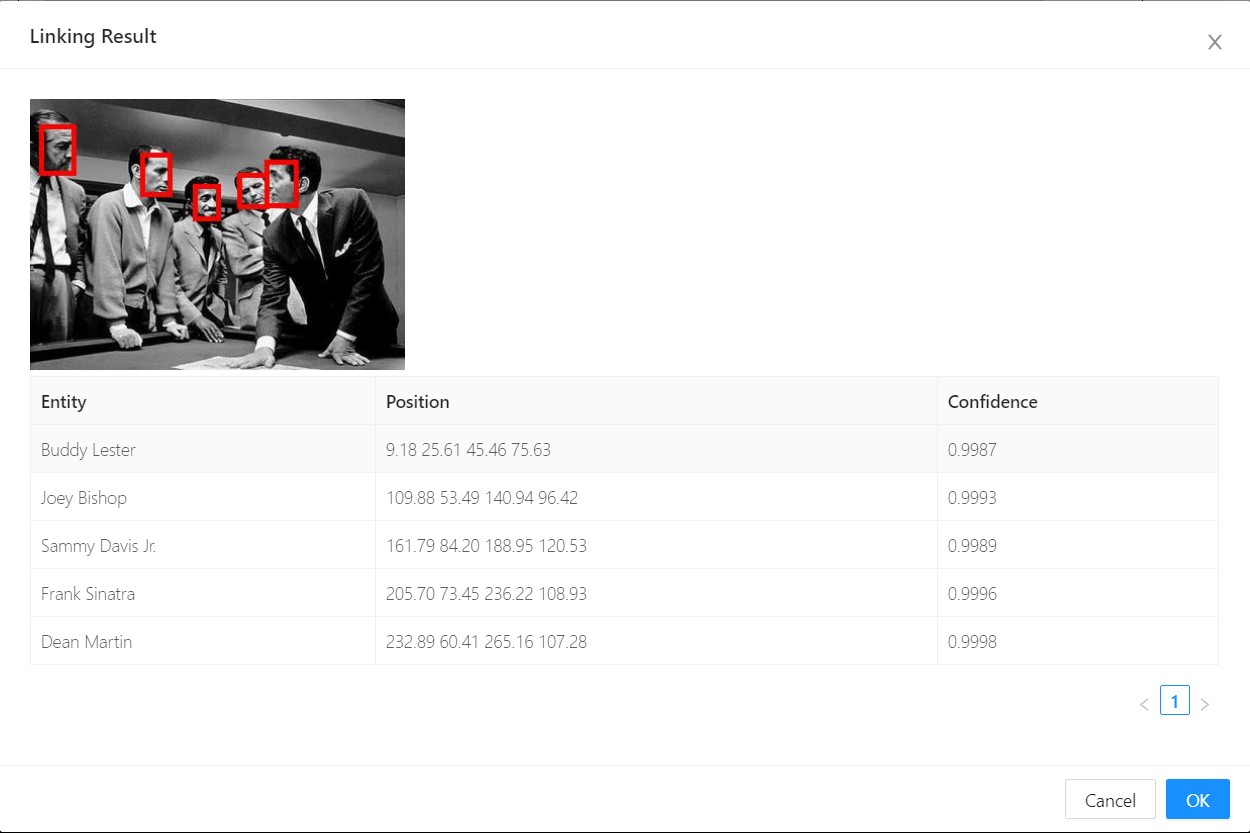 Linking Result
Entity Position Confidence
Buddy Lester 9.18 25.61 45.46 75.63 0.9987
Joey Bishop 109.88 53.49 140.94 96.42 0.9993
Sammy Davis Jr. 161.79 84.20 188.95 120.53 0.9989
Frank Sinatra 205.70 73.45 236.22 108.93 0.9996
Dean Martin 232.89 60.41 265.16 107.28 0.9998
< 1 >
Cancel OK